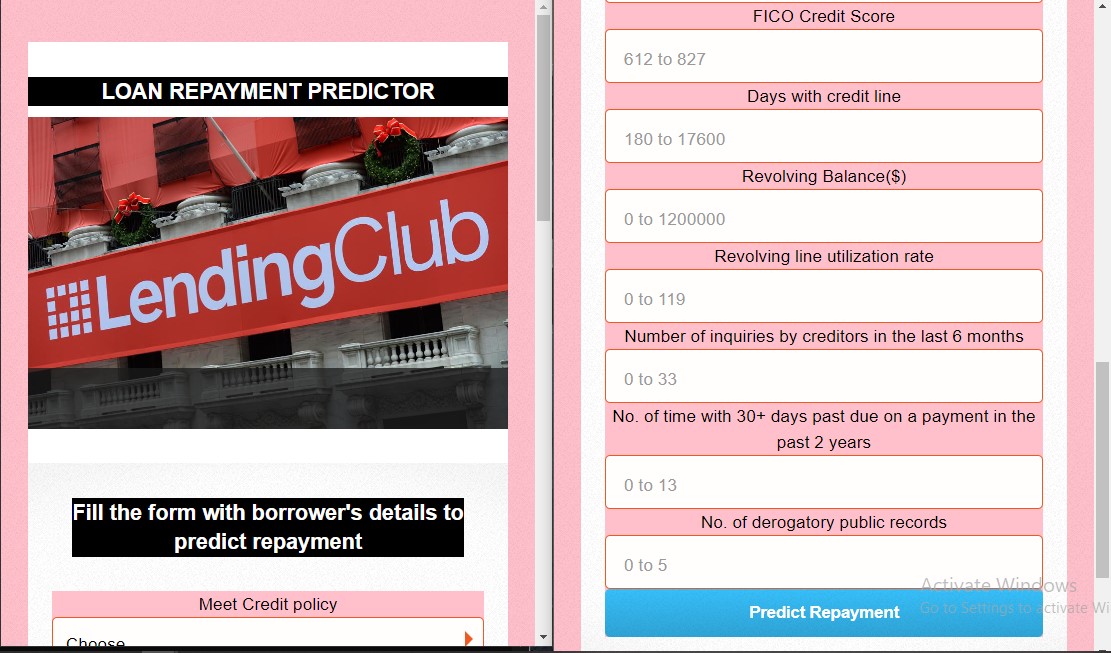 LOAN REPAYMENT PREDICTOR
LendingClub
Fill the form with borrower's details to
predict repayment
Meet Credit policy
Choose
FICO Credit Score
612 to 827
Days with credit line
180 to 17600
Revolving Balance($)
0 to 1200000
Revolving line utilization rate
0 to 119
Number of inquiries by creditors in the last 6 months
0 to 33
No. of time with 30+ days past due on a payment in the
past 2 years
0 to 13
No. of derogatory public records
0 to 5
Predict Repayment
Activate Windows
Go to Settings to activate Wi